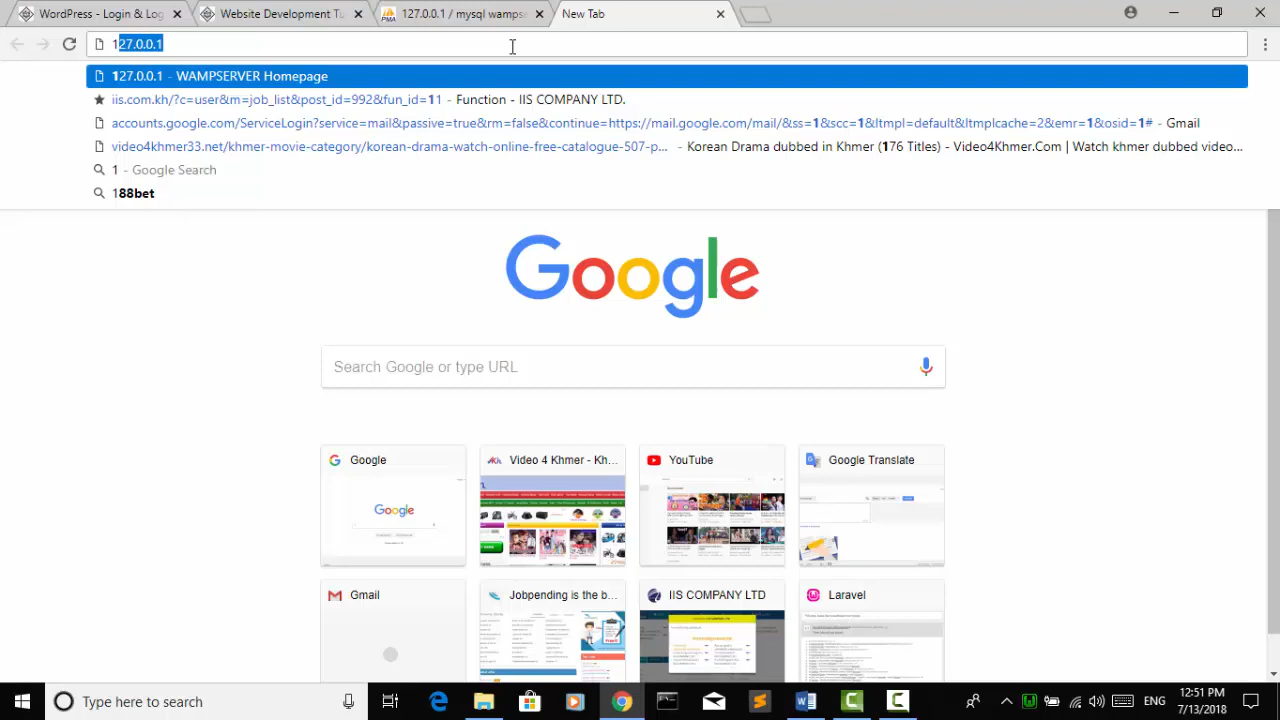 WordPress - Login & Log
Website Development Tu
127.0.0.1 / mysql wampse
New Tab
127.0.0.1
127.0.0.1 - WAMPSERVER Homepage
iis.com.kh/?c=user&m=job_list&post_id=992&fun_id=11 - Function - IIS COMPANY LTD.
accounts.google.com/ServiceLogin?service=mail&passive=true&rm=false&continue=https://mail.google.com/mail/&ss=1&scc=1&ltmpl=default&ltmplcache=2&emr=1&osid=1# - Gmail
video4khmer33.net/khmer-movie-category/korean-drama-watch-online-free-catalogue-507-p... - Korean Drama dubbed in Khmer (176 Titles) - Video4Khmer.Com | Watch khmer dubbed video...
1 - Google Search
188bet
Google
Search Google or type URL
Google
Video 4 Khmer - Kh...
YouTube
Google Translate
Google
Gmail
Jobpending is the b...
IIS COMPANY LTD
Laravel
Type here to search
ENG
12:51 PM
7/13/2018